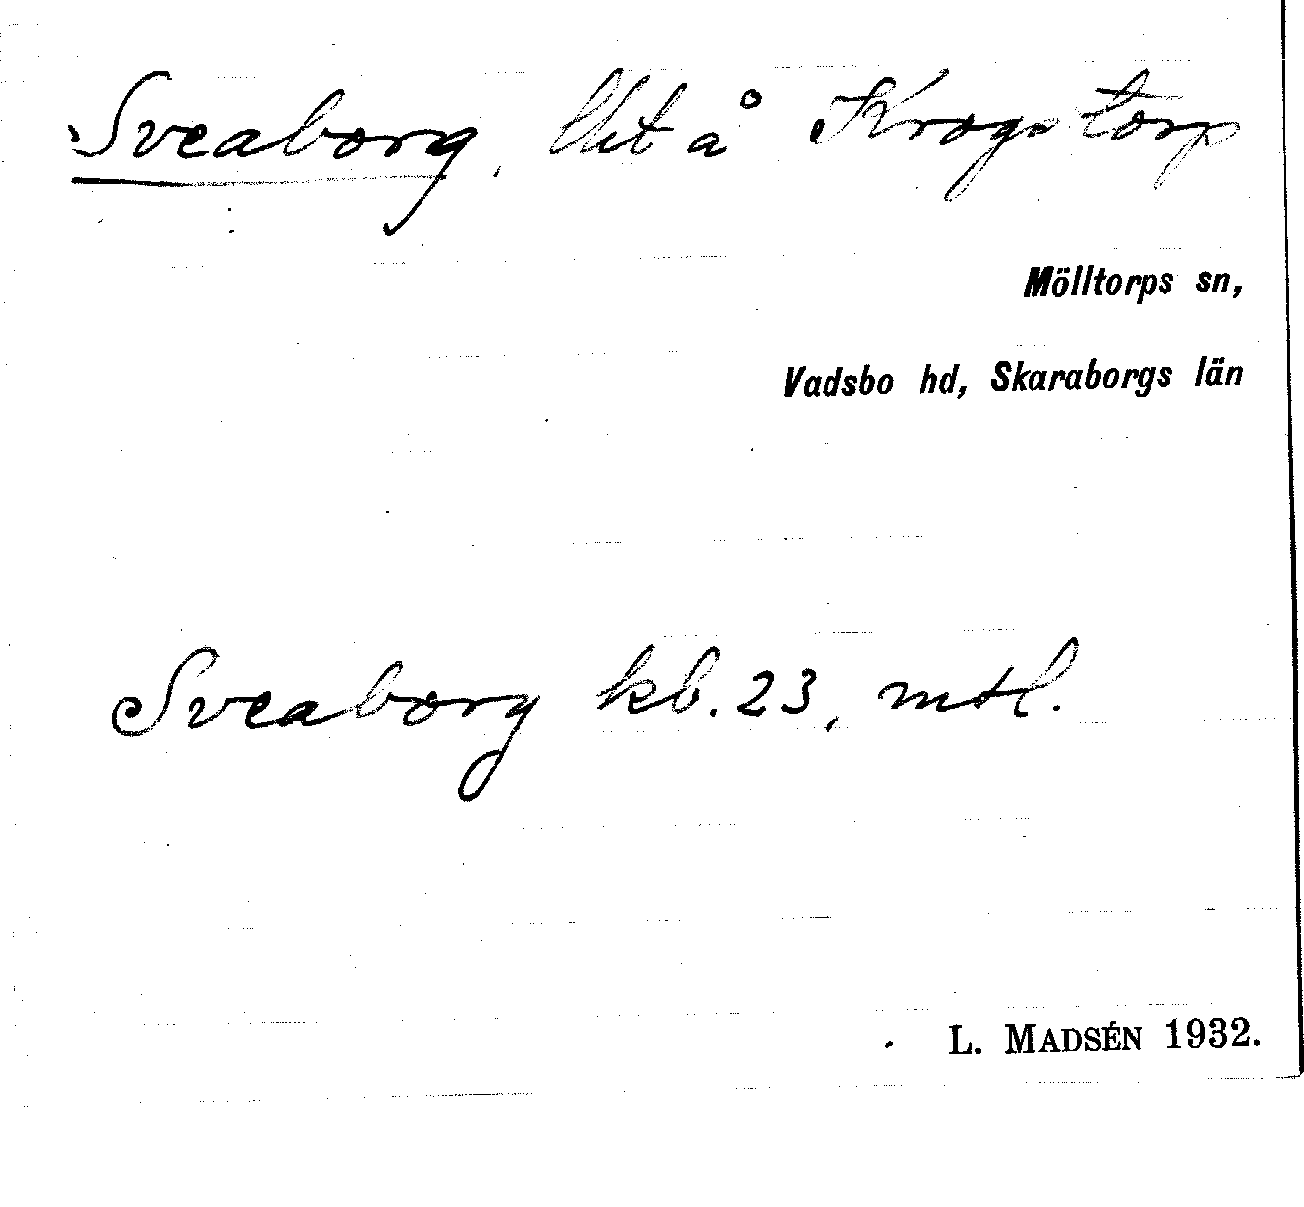 Sveaborg, lht å Krogstorp
Mölltorps sn,
Vadsbo hd, Skaraborgs län
Sveaborg kb. 23, mtl.
L. MADSÉN 1932.